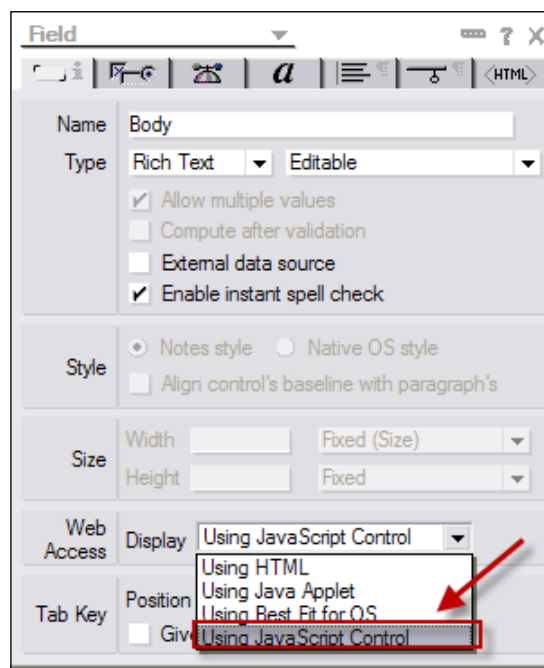 Field
? X
i a ¶ ¶ <HTML>
Name Body
Type Rich Text Editable
Allow multiple values
Compute after validation
External data source
Enable instant spell check
Style Notes style Native OS style
Align control's baseline with paragraph's
Size Width Fixed (Size)
Height Fixed
Web Access Display Using JavaScript Control
Using HTML
Using Java Applet
Using Best Fit for OS
Tab Key Position
Using JavaScript Control